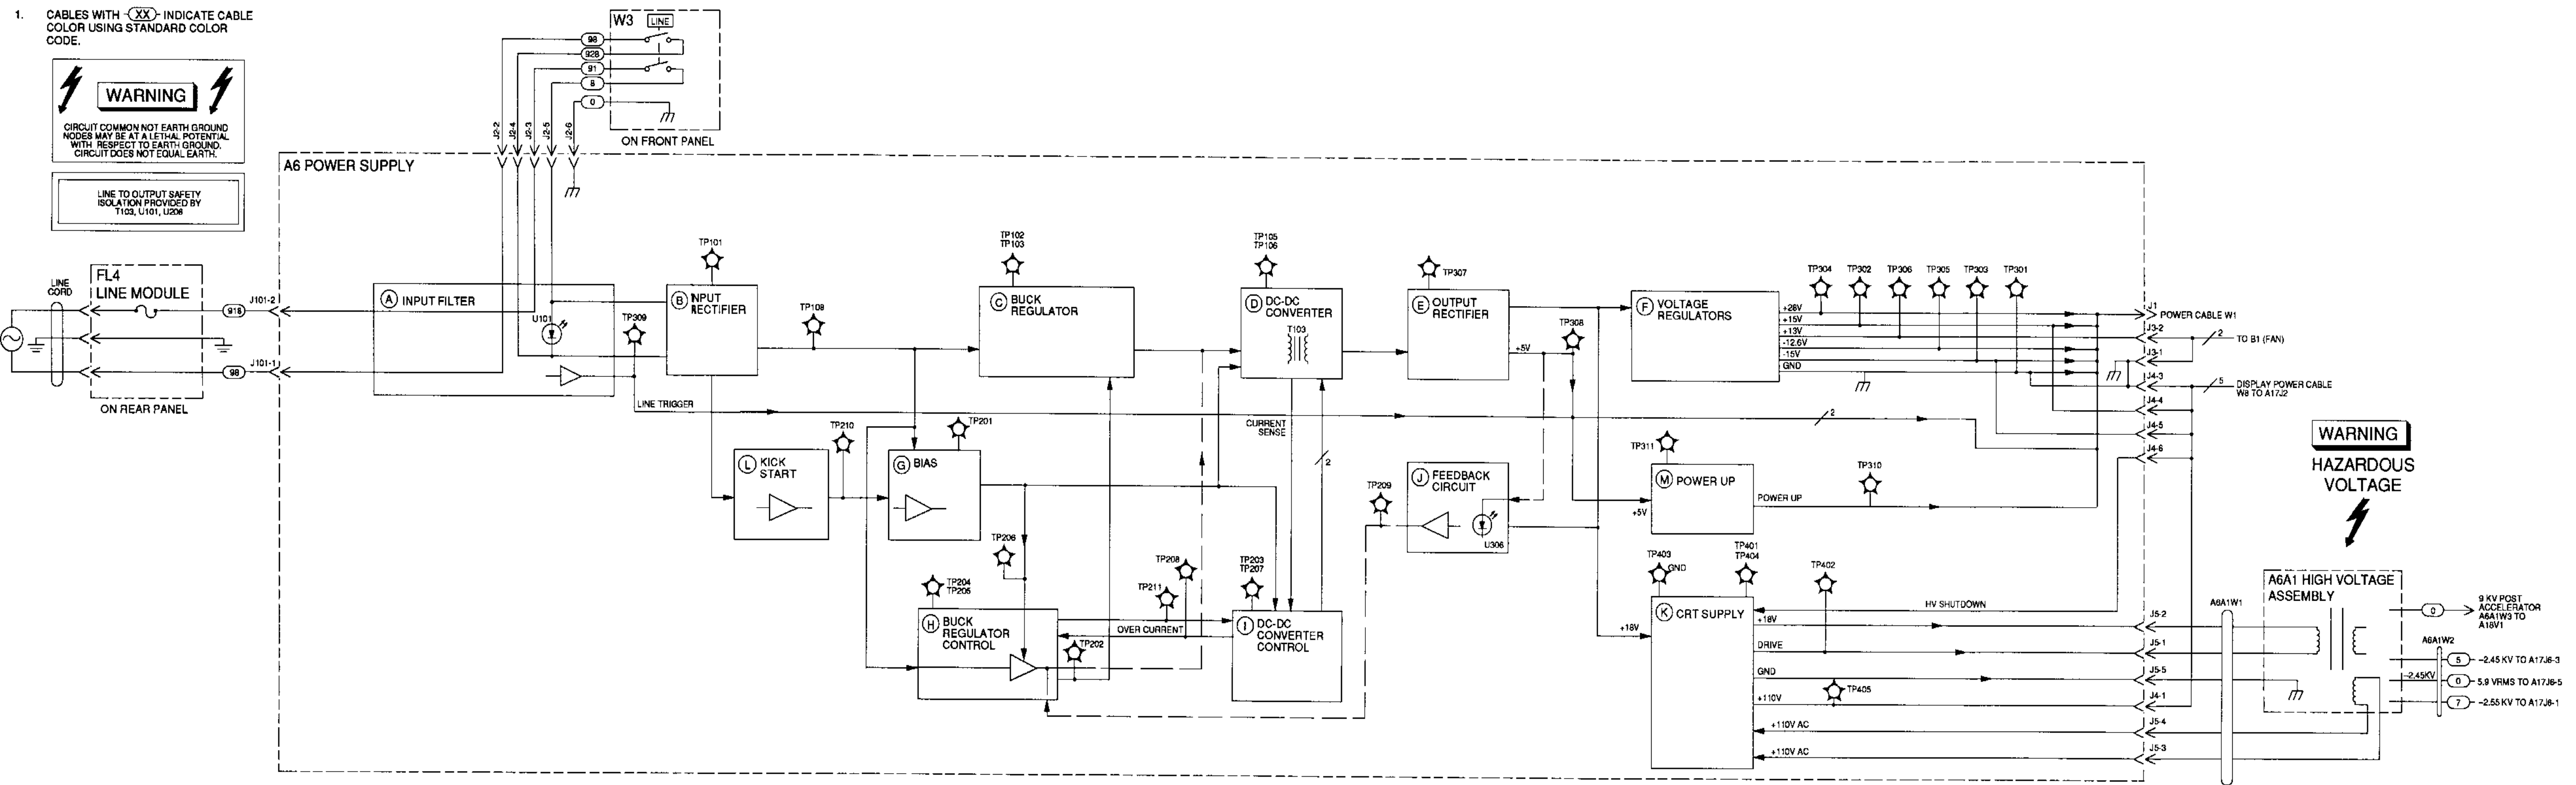 1. CABLES WITH -(XX)- INDICATE CABLE
COLOR USING STANDARD COLOR
CODE.
WARNING
CIRCUIT COMMON NOT EARTH GROUND
NODES MAY BE AT A LETHAL POTENTIAL
WITH RESPECT TO EARTH GROUND.
CIRCUIT DOES NOT EQUAL EARTH.
LINE TO OUTPUT SAFETY
ISOLATION PROVIDED BY
T103, U101, U206
W3 LINE
98
928
91
8
0
ON FRONT PANEL
J2-2
J2-4
J2-3
J2-5
J2-6
A6 POWER SUPPLY
LINE
CORD
FL4
LINE MODULE
ON REAR PANEL
918
J101-2
98
J101-1
A INPUT FILTER
U101
TP309
LINE TRIGGER
TP101
B INPUT
RECTIFIER
TP108
TP102
TP103
C BUCK
REGULATOR
TP105
TP106
D DC-DC
CONVERTER
T103
CURRENT
SENSE
2
TP307
E OUTPUT
RECTIFIER
+5V
TP308
F VOLTAGE
REGULATORS
+28V
+15V
+13V
-12.6V
-15V
GND
TP304
TP302
TP306
TP305
TP303
TP301
2
J1
POWER CABLE W1
J3-2
2
TO B1 (FAN)
J3-1
J4-3
5
DISPLAY POWER CABLE
W8 TO A17J2
J4-4
J4-5
J4-6
L KICK
START
TP210
G BIAS
TP201
TP206
TP204
TP205
H BUCK
REGULATOR
CONTROL
TP202
OVER CURRENT
TP211
TP208
TP203
TP207
I DC-DC
CONVERTER
CONTROL
TP209
J FEEDBACK
CIRCUIT
U306
TP311
M POWER UP
+5V
TP310
POWER UP
TP403
GND
TP401
TP404
TP402
K CRT SUPPLY
+18V
HV SHUTDOWN
+18V
DRIVE
GND
TP405
+110V
+110V AC
+110V AC
J5-2
J5-1
J5-5
J4-1
J5-4
J5-3
A6A1W1
WARNING
HAZARDOUS
VOLTAGE
A6A1 HIGH VOLTAGE
ASSEMBLY
-2.45KV
0
9 KV POST
ACCELERATOR
A6A1W3 TO
A18V1
A6A1W2
5 -2.45 KV TO A17J6-3
0 5.9 VRMS TO A17J6-5
7 -2.55 KV TO A17J6-1